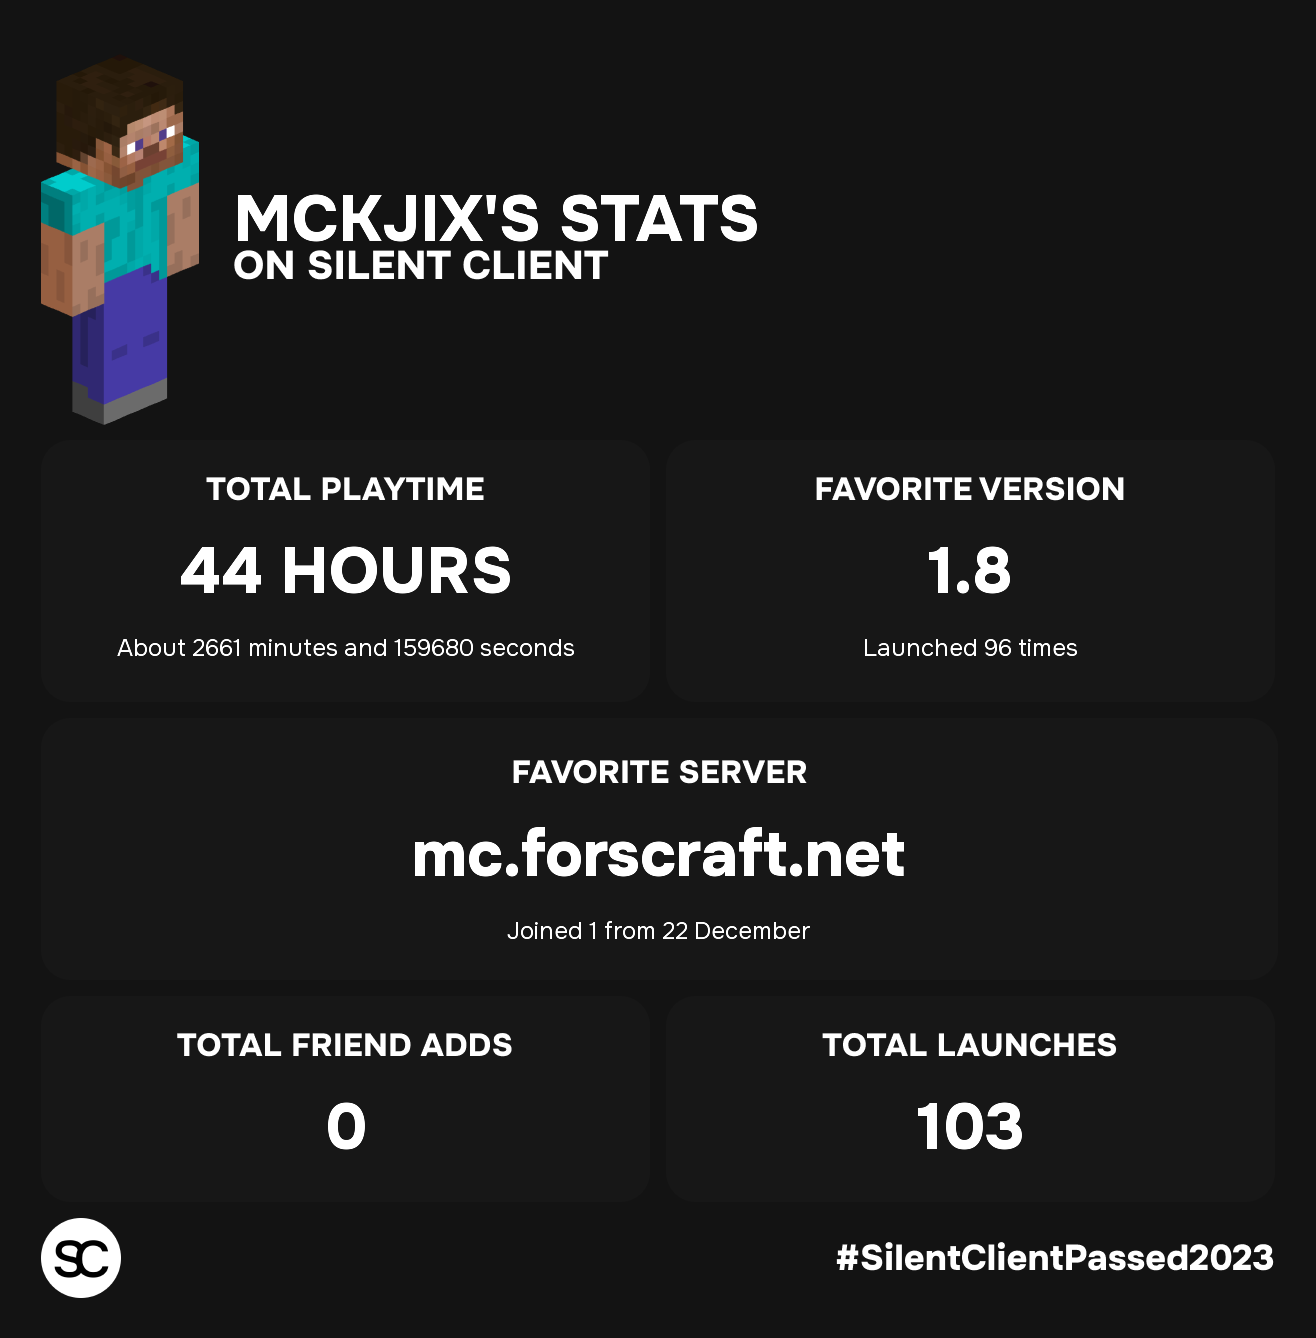 MCKJIX'S STATS
ON SILENT CLIENT
TOTAL PLAYTIME
44 HOURS
About 2661 minutes and 159680 seconds
FAVORITE VERSION
1.8
Launched 96 times
FAVORITE SERVER
mc.forscraft.net
Joined 1 from 22 December
TOTAL FRIEND ADDS
0
TOTAL LAUNCHES
103
SC
#SilentClientPassed2023